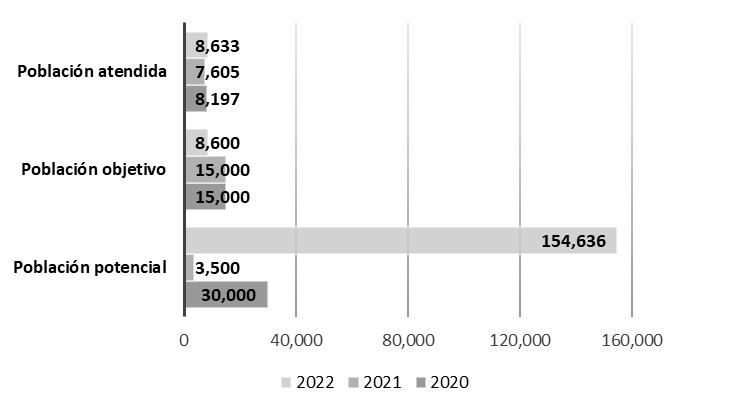 8,633
Población atendida
7,605
8,197
8,600
Población objetivo
15,000
15,000
154,636
Población potencial
3,500
30,000
0 40,000 80,000 120,000 160,000
2022 2021 2020